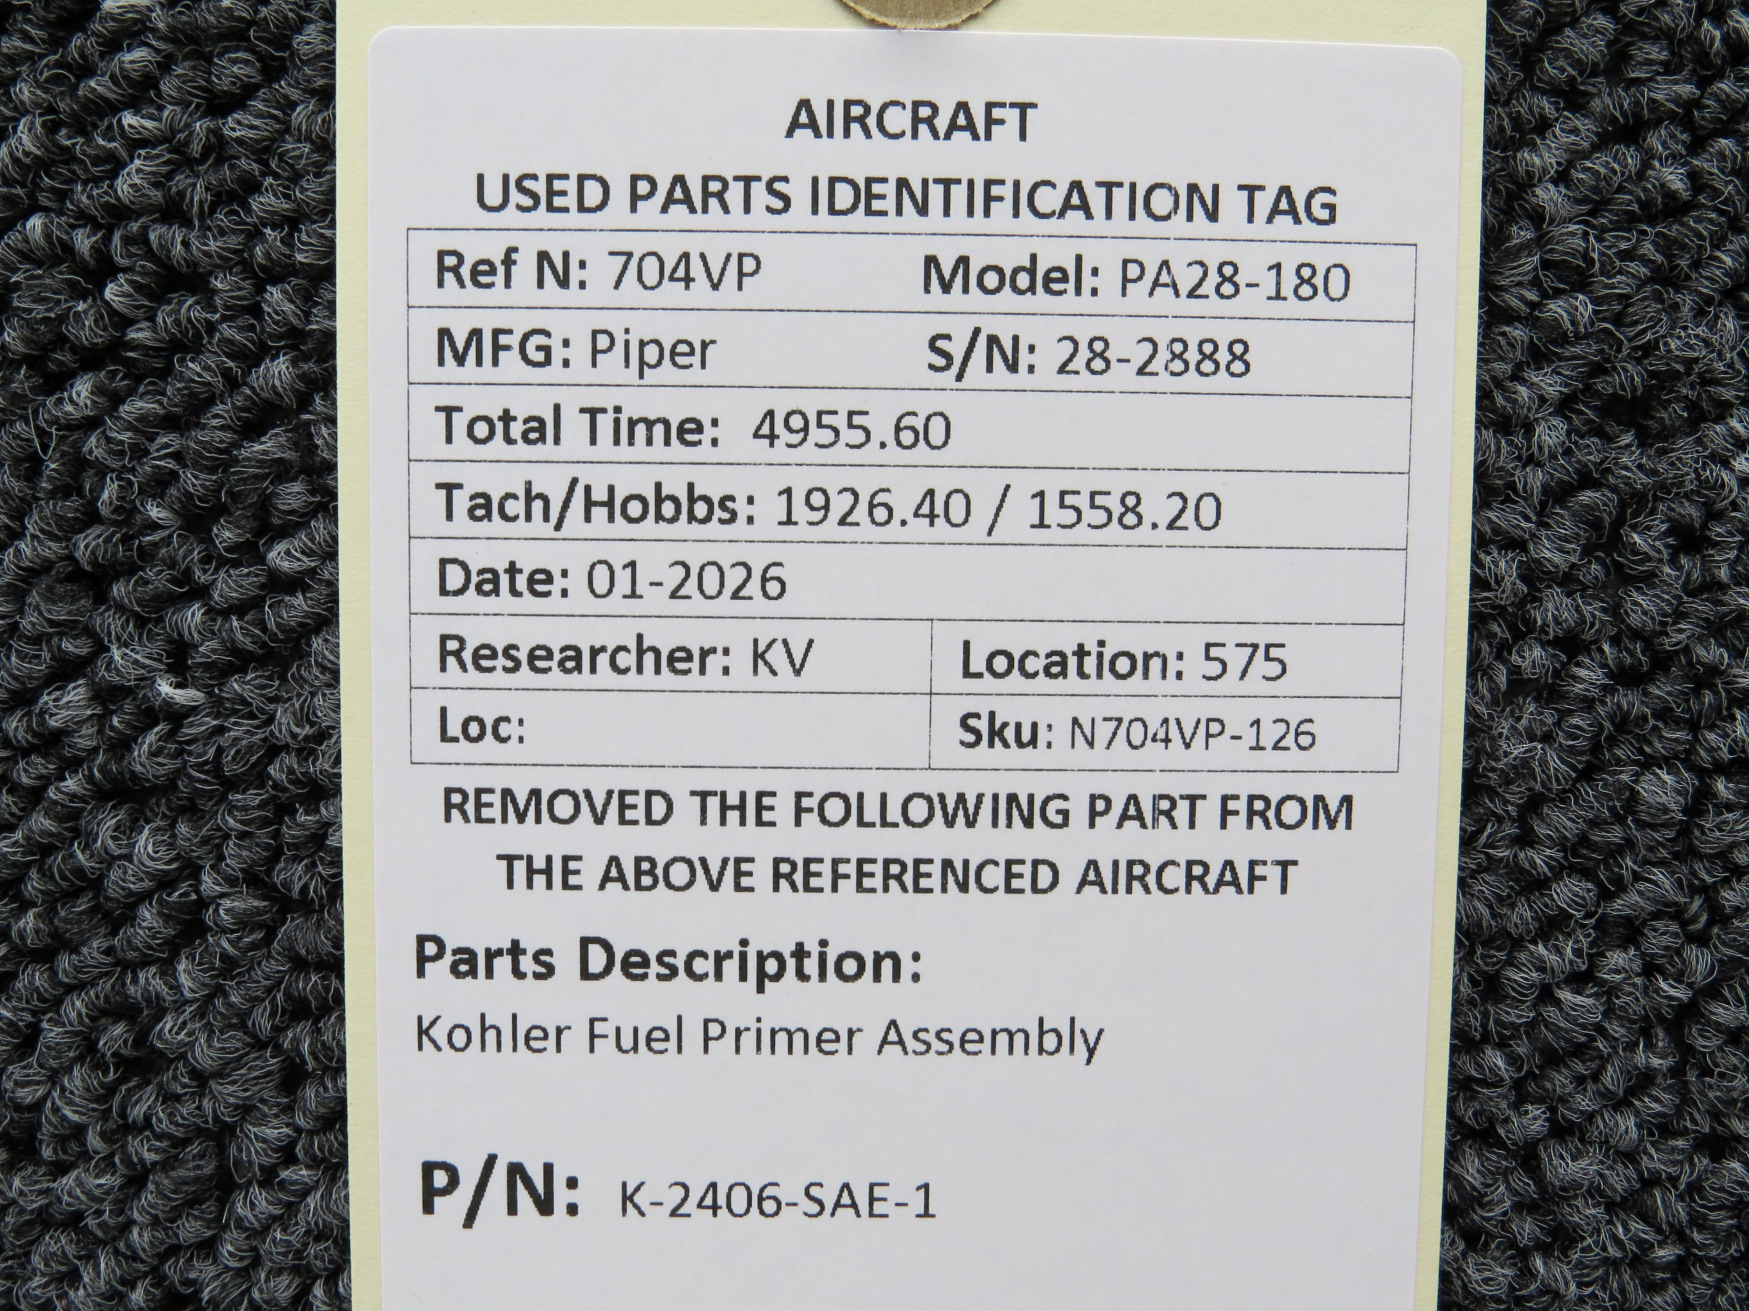 AIRCRAFT
USED PARTS IDENTIFICATION TAG
Ref N: 704VP Model: PA28-180
MFG: Piper S/N: 28-2888
Total Time: 4955.60
Tach/Hobbs: 1926.40 / 1558.20
Date: 01-2026
Researcher: KV Location: 575
Loc: Sku: N704VP-126
REMOVED THE FOLLOWING PART FROM
THE ABOVE REFERENCED AIRCRAFT
Parts Description:
Kohler Fuel Primer Assembly
P/N: K-2406-SAE-1